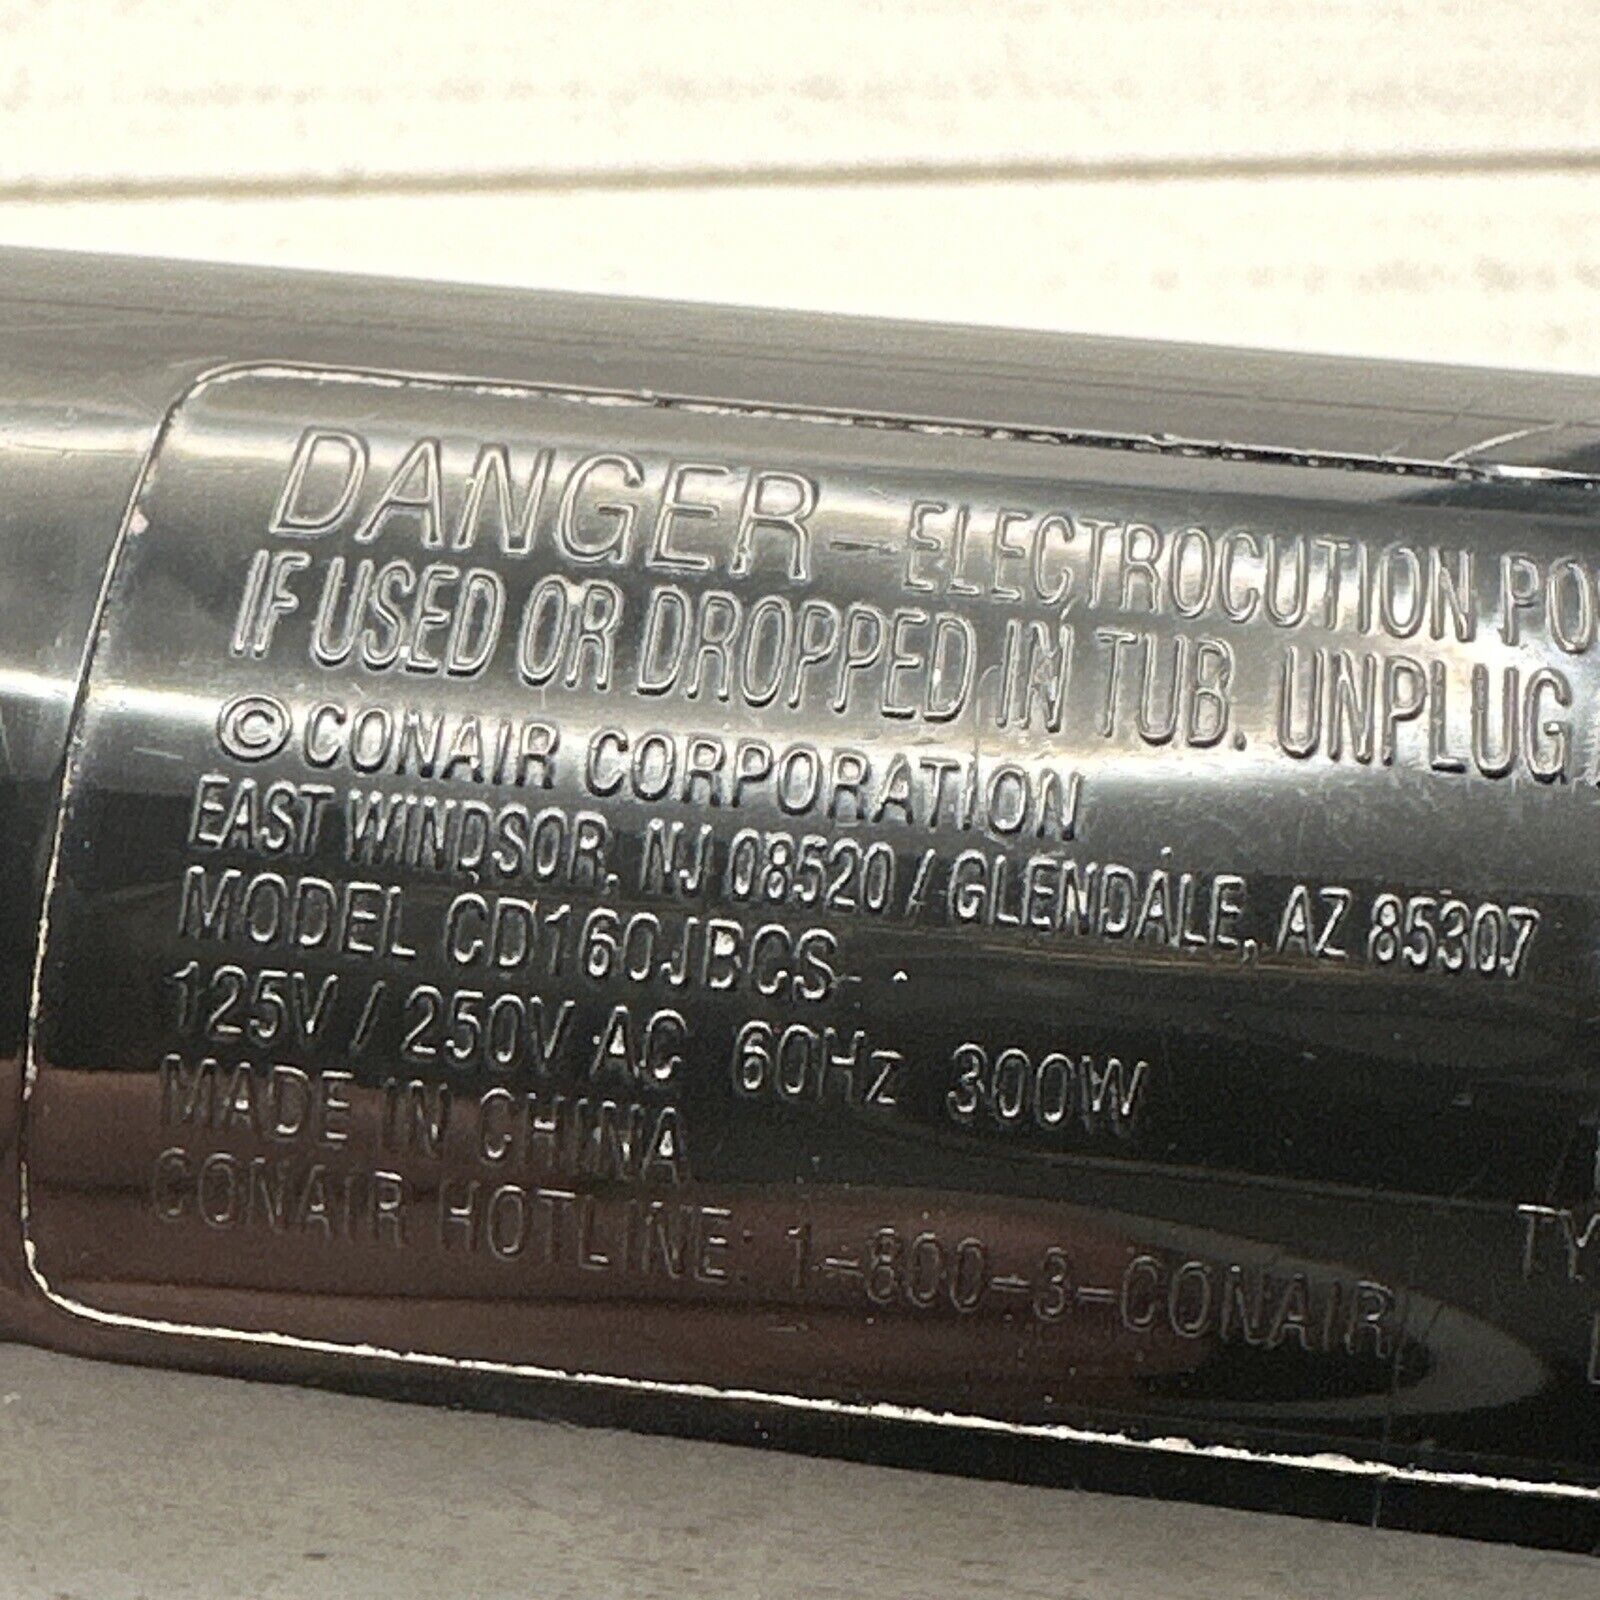 DANGER – ELECTROCUTION PO
IF USED OR DROPPED IN TUB. UNPLUG
© CONAIR CORPORATION
EAST WINDSOR, NJ 08520 / GLENDALE, AZ 85307
MODEL CD160JBCS
125V / 250V AC 60Hz 300W
MADE IN CHINA
CONAIR HOTLINE: 1-800-3-CONAIR
TY